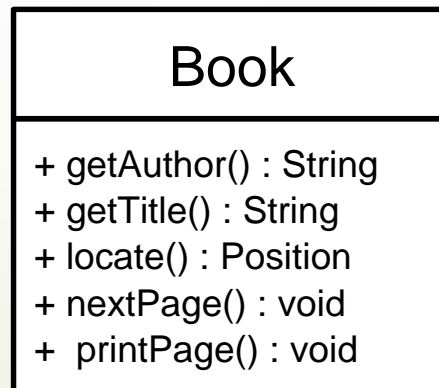 Book
+ getAuthor() : String
+ getTitle() : String
+ locate() : Position
+ nextPage() : void
+ printPage() : void